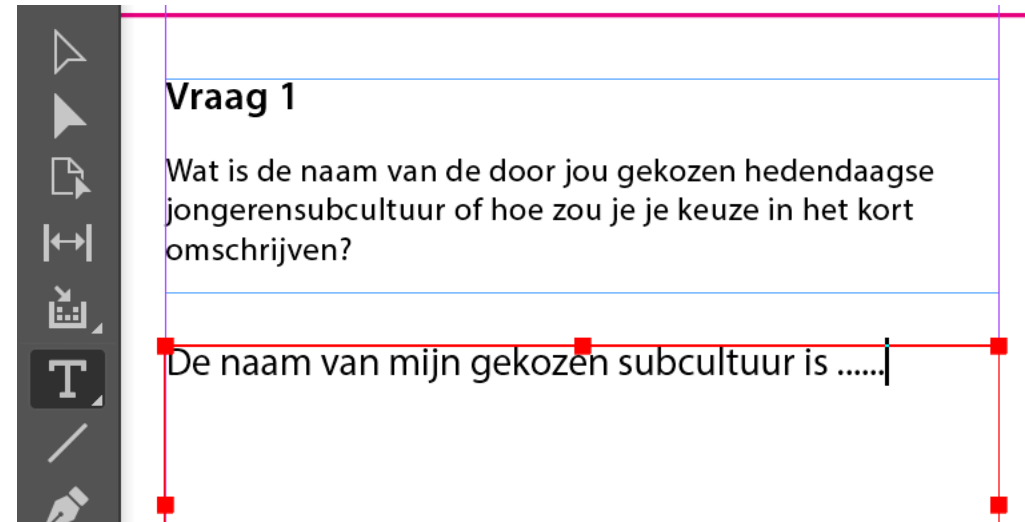 Vraag 1
Wat is de naam van de door jou gekozen hedendaagse
jongerensubcultuur of hoe zou je je keuze in het kort
omschrijven?
De naam van mijn gekozen subcultuur is ......